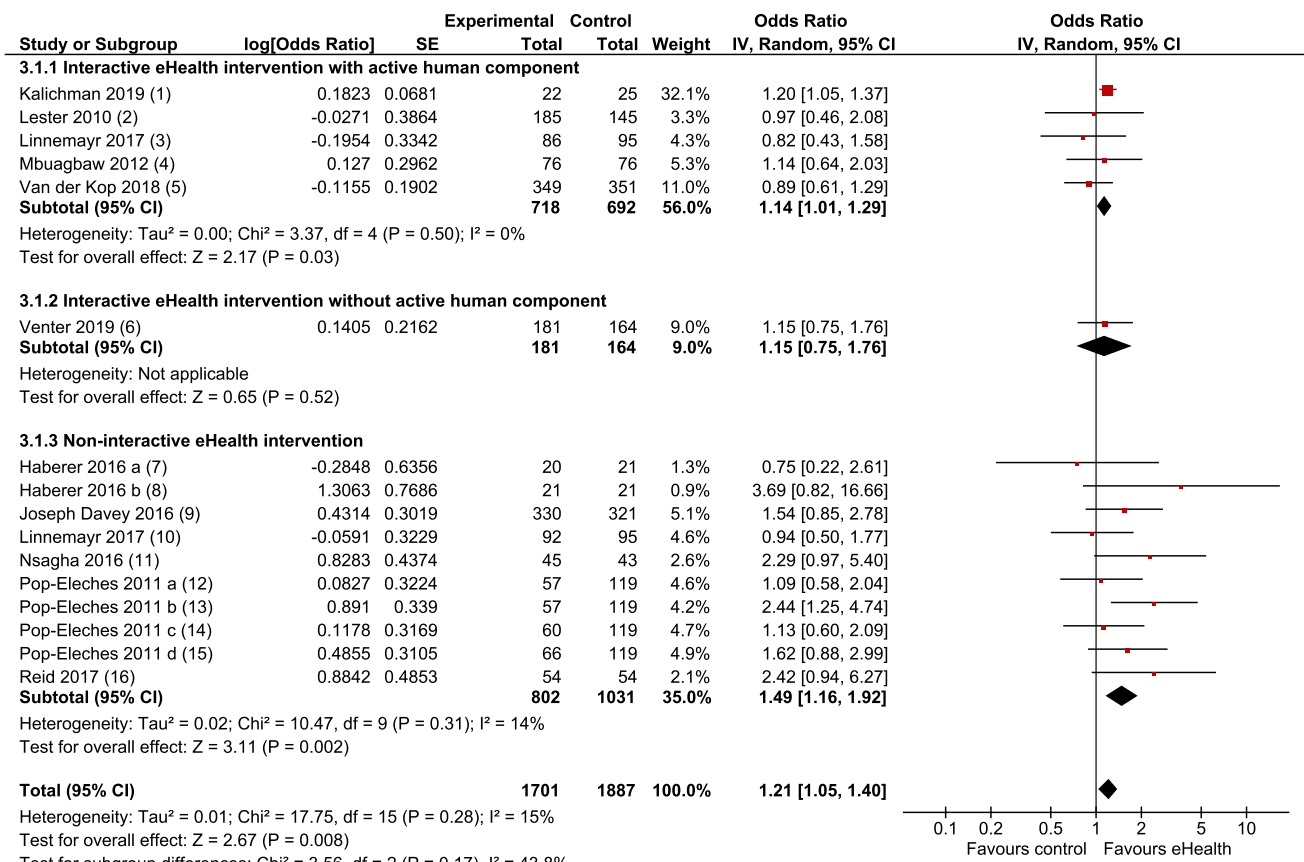 Experimental Control Odds Ratio Odds Ratio
Study or Subgroup log[Odds Ratio] SE Total Total Weight IV, Random, 95% CI IV, Random, 95% CI
3.1.1 Interactive eHealth intervention with active human component
Kalichman 2019 (1) 0.1823 0.0681 22 25 32.1% 1.20 [1.05, 1.37]
Lester 2010 (2) -0.0271 0.3864 185 145 3.3% 0.97 [0.46, 2.08]
Linnemayr 2017 (3) -0.1954 0.3342 86 95 4.3% 0.82 [0.43, 1.58]
Mbuagbaw 2012 (4) 0.127 0.2962 76 76 5.3% 1.14 [0.64, 2.03]
Van der Kop 2018 (5) -0.1155 0.1902 349 351 11.0% 0.89 [0.61, 1.29]
Subtotal (95% CI) 718 692 56.0% 1.14 [1.01, 1.29]
Heterogeneity: Tau² = 0.00; Chi² = 3.37, df = 4 (P = 0.50); I² = 0%
Test for overall effect: Z = 2.17 (P = 0.03)
3.1.2 Interactive eHealth intervention without active human component
Venter 2019 (6) 0.1405 0.2162 181 164 9.0% 1.15 [0.75, 1.76]
Subtotal (95% CI) 181 164 9.0% 1.15 [0.75, 1.76]
Heterogeneity: Not applicable
Test for overall effect: Z = 0.65 (P = 0.52)
3.1.3 Non-interactive eHealth intervention
Haberer 2016 a (7) -0.2848 0.6356 20 21 1.3% 0.75 [0.22, 2.61]
Haberer 2016 b (8) 1.3063 0.7686 21 21 0.9% 3.69 [0.82, 16.66]
Joseph Davey 2016 (9) 0.4314 0.3019 330 321 5.1% 1.54 [0.85, 2.78]
Linnemayr 2017 (10) -0.0591 0.3229 92 95 4.6% 0.94 [0.50, 1.77]
Nsagha 2016 (11) 0.8283 0.4374 45 43 2.6% 2.29 [0.97, 5.40]
Pop-Eleches 2011 a (12) 0.0827 0.3224 57 119 4.6% 1.09 [0.58, 2.04]
Pop-Eleches 2011 b (13) 0.891 0.339 57 119 4.2% 2.44 [1.25, 4.74]
Pop-Eleches 2011 c (14) 0.1178 0.3169 60 119 4.7% 1.13 [0.60, 2.09]
Pop-Eleches 2011 d (15) 0.4855 0.3105 66 119 4.9% 1.62 [0.88, 2.99]
Reid 2017 (16) 0.8842 0.4853 54 54 2.1% 2.42 [0.94, 6.27]
Subtotal (95% CI) 802 1031 35.0% 1.49 [1.16, 1.92]
Heterogeneity: Tau² = 0.02; Chi² = 10.47, df = 9 (P = 0.31); I² = 14%
Test for overall effect: Z = 3.11 (P = 0.002)
Total (95% CI) 1701 1887 100.0% 1.21 [1.05, 1.40]
Heterogeneity: Tau² = 0.01; Chi² = 17.75, df = 15 (P = 0.28); I² = 15%
Test for overall effect: Z = 2.67 (P = 0.008)
Test for subgroup differences: Chi² = 3.56, df = 2 (P = 0.17), I² = 43.8%
0.1 0.2 0.5 1 2 5 10
Favours control Favours eHealth